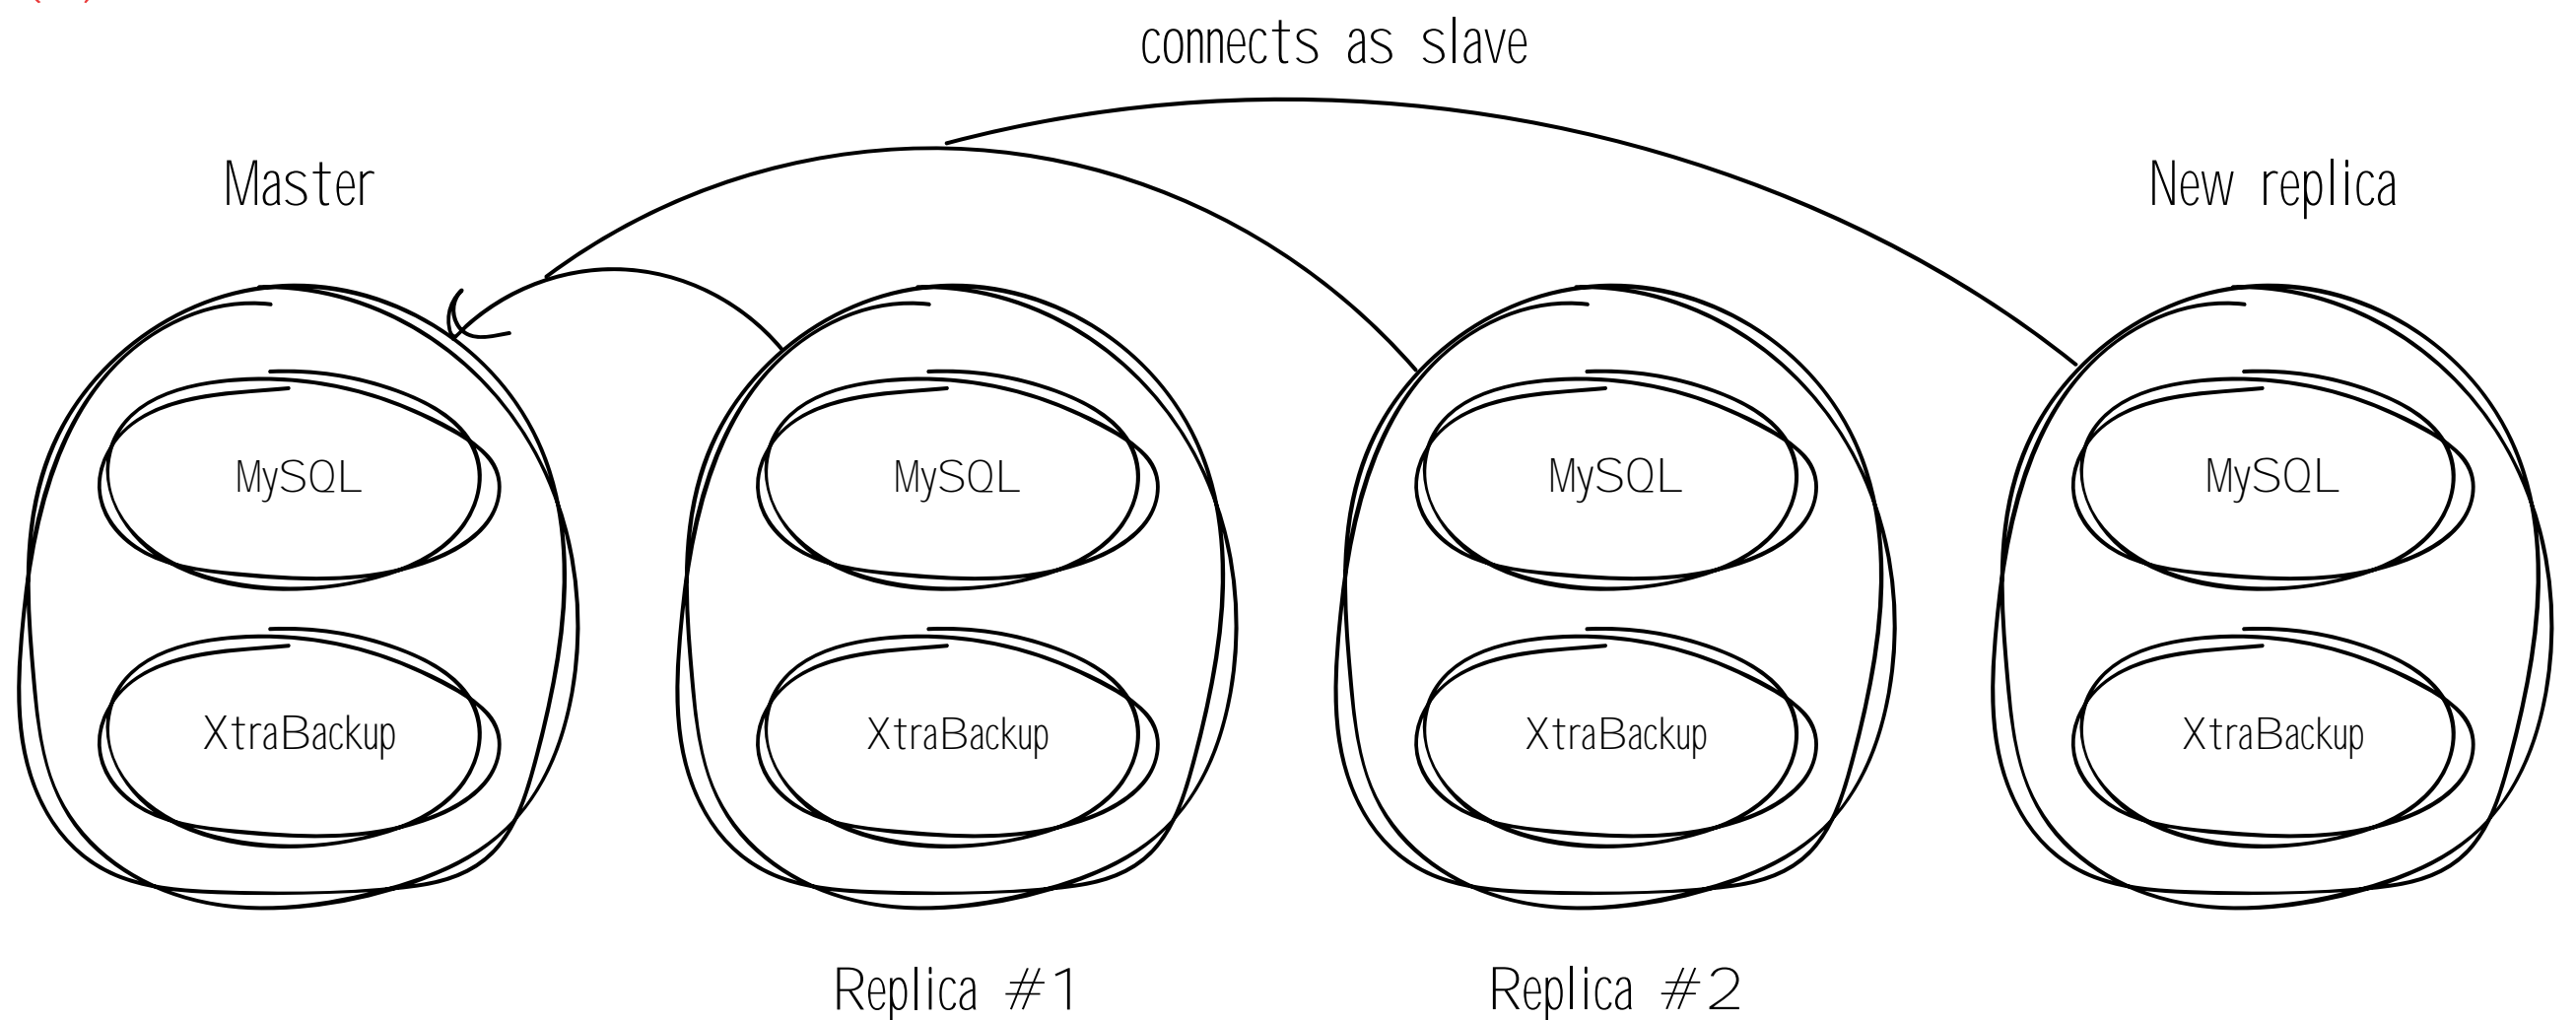 connects as slave
Master
New replica
MySQL
MySQL
MySQL
MySQL
XtraBackup
XtraBackup
XtraBackup
XtraBackup
Replica #1
Replica #2